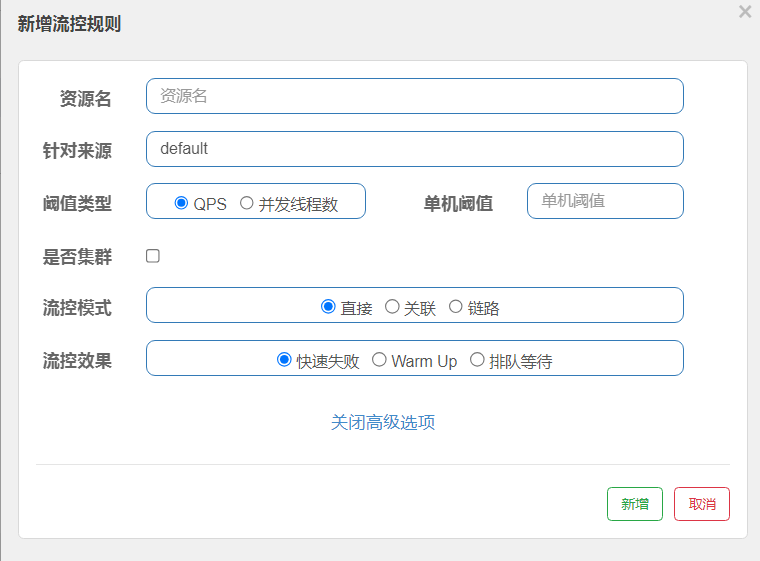 新增流控规则
×
资源名 资源名
针对来源 default
阈值类型 QPS 并发线程数 单机阈值 单机阈值
是否集群
流控模式 直接 关联 链路
流控效果 快速失败 Warm Up 排队等待
关闭高级选项
新增 取消